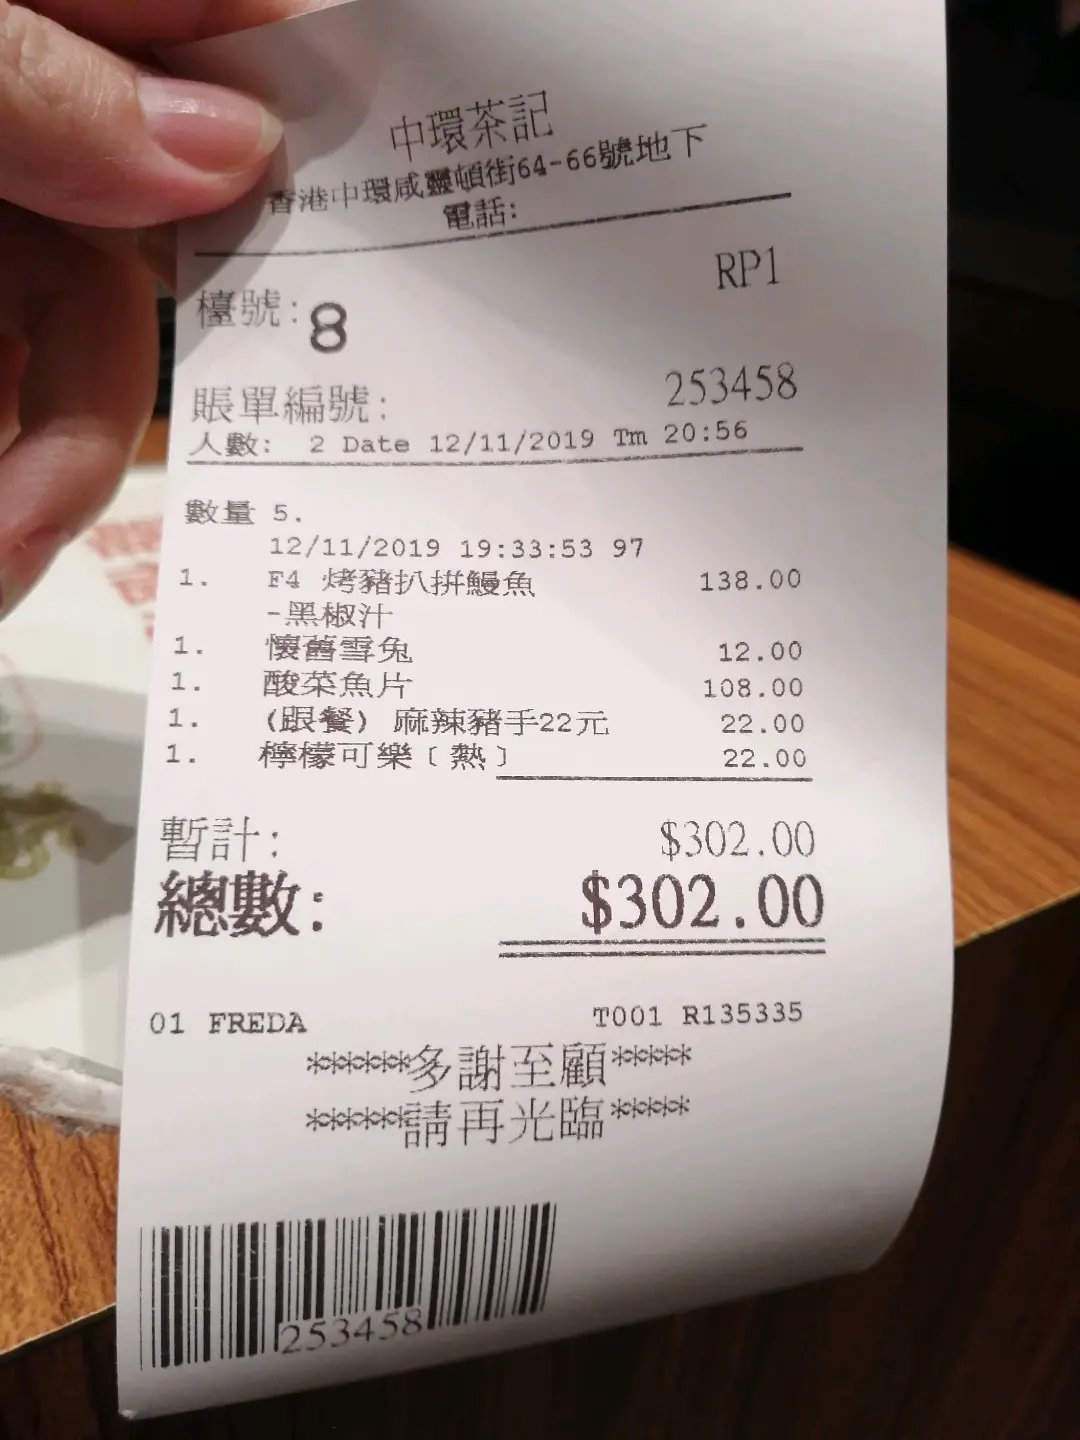 中環茶記
香港中環咸靈頓街64-66號地下
電話:
RP1
檯號: 8
賬單編號: 253458
人數: 2 Date 12/11/2019 Tm 20:56
數量 5.
12/11/2019 19:33:53 97
1. F4 烤豬扒拼鰻魚 138.00
-黑椒汁
1. 懷舊雪兔 12.00
1. 酸菜魚片 108.00
1. (跟餐) 麻辣豬手22元 22.00
1. 檸檬可樂〔熱〕 22.00
暫計: $302.00
總數: $302.00
01 FREDA T001 R135335
******多謝至顧*****
******請再光臨*****
253458